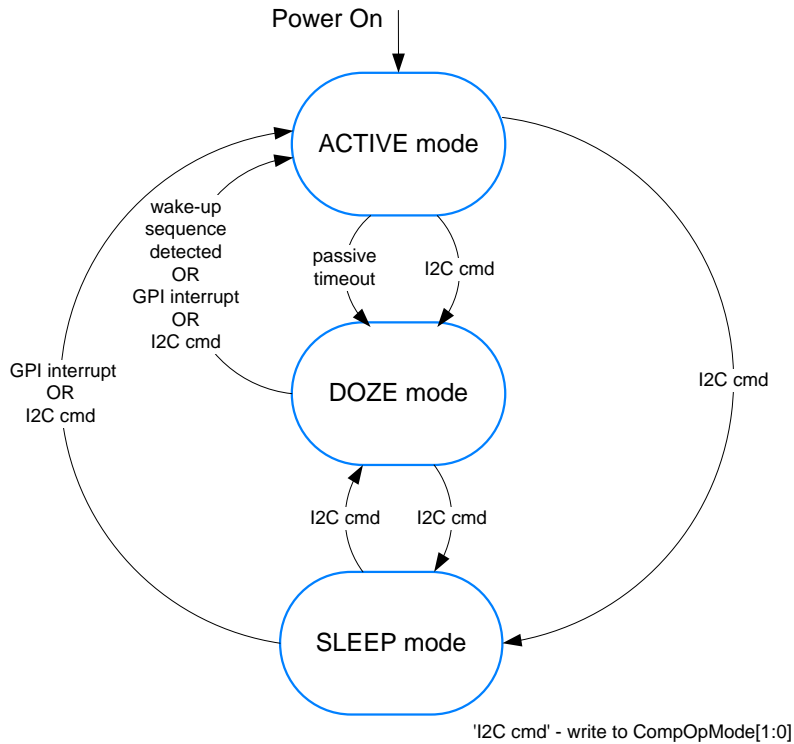 Power On
ACTIVE mode
wake-up
sequence
detected
OR
GPI interrupt
OR
I2C cmd
passive
timeout
I2C cmd
GPI interrupt
OR
I2C cmd
I2C cmd
DOZE mode
I2C cmd
I2C cmd
SLEEP mode
'I2C cmd' - write to CompOpMode[1:0]